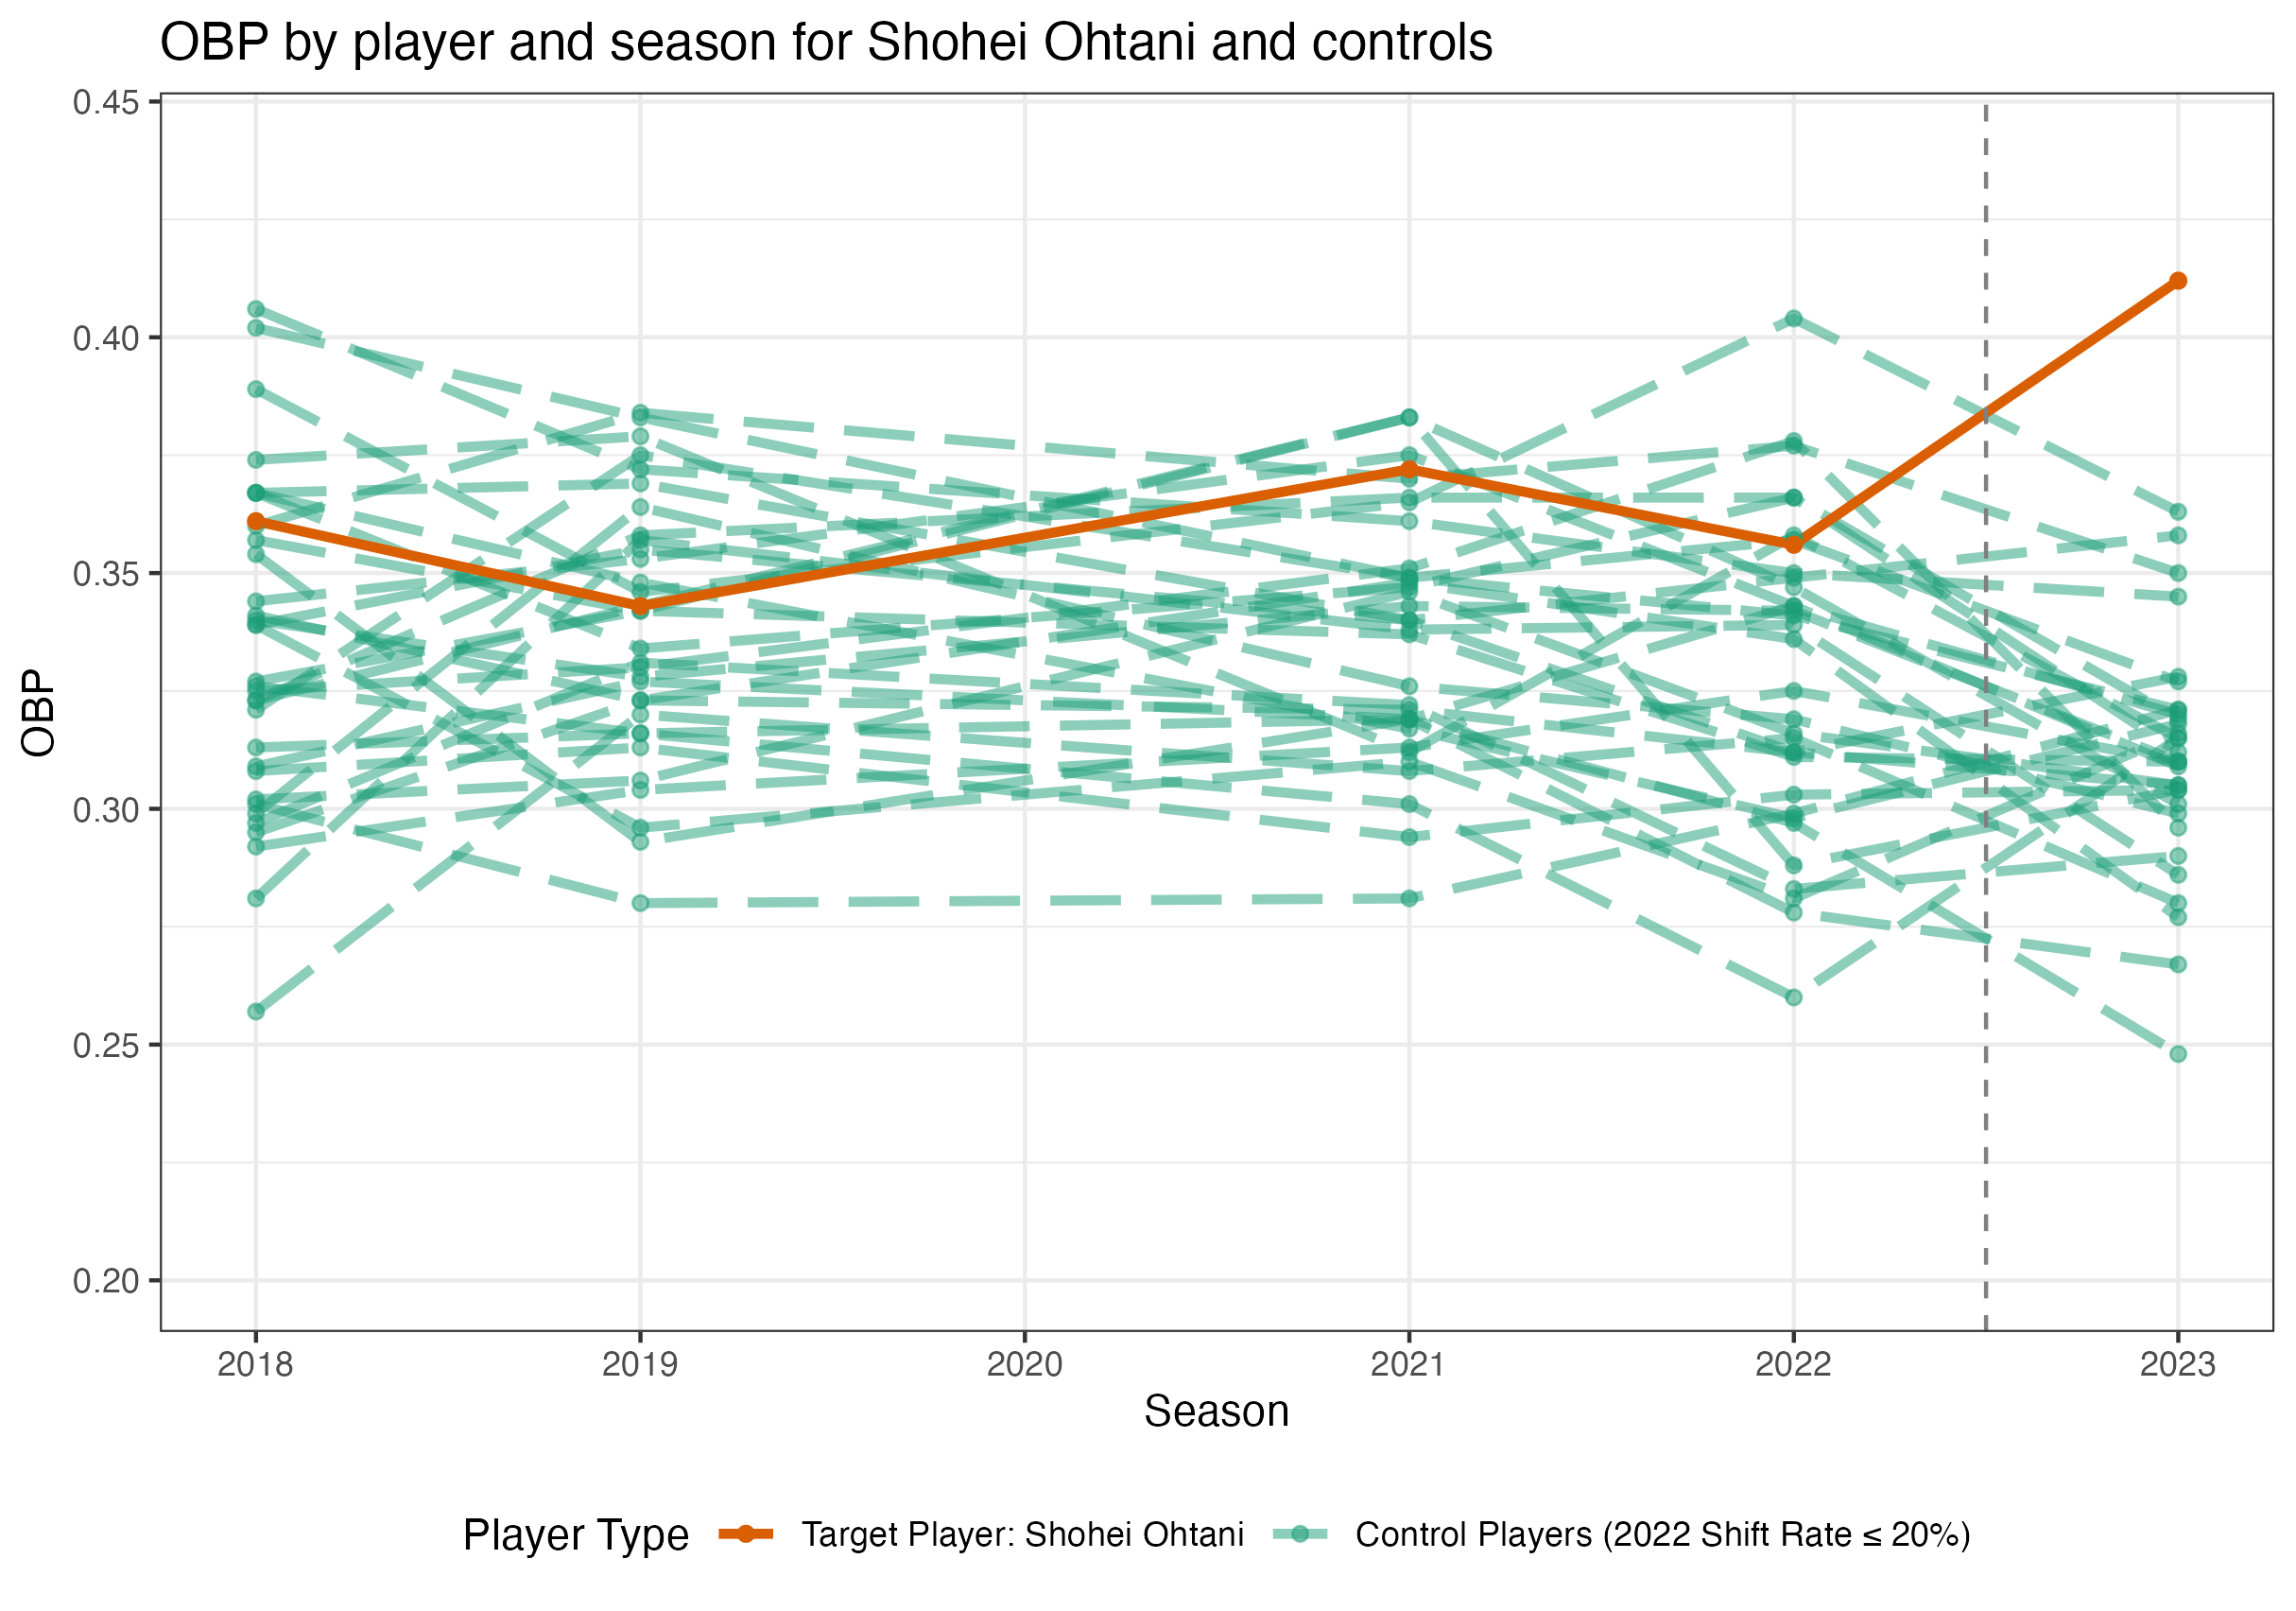 OBP by player and season for Shohei Ohtani and controls
0.45
0.40
0.35
0.30
0.25
0.20
OBP
2018 2019 2020 2021 2022 2023
Season
Player Type Target Player: Shohei Ohtani Control Players (2022 Shift Rate ≤ 20%)